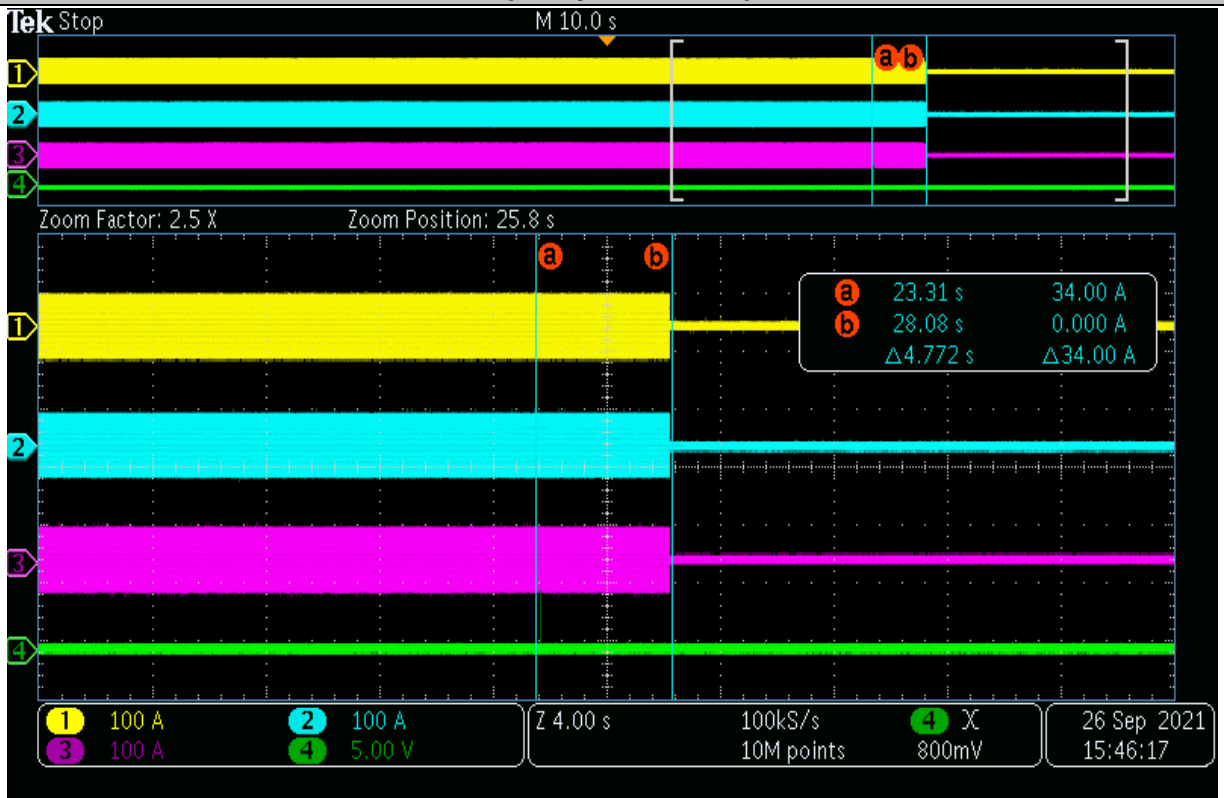 Tek Stop M 10.0 s
a b
1
2
3
4
Zoom Factor: 2.5 X Zoom Position: 25.8 s
a b
a 23.31 s 34.00 A
b 28.08 s 0.000 A
Δ4.772 s Δ34.00 A
1
2
3
4
1 100 A 2 100 A Z 4.00 s 100kS/s 4 26 Sep 2021
3 100 A 4 5.00 V 10M points 800mV 15:46:17